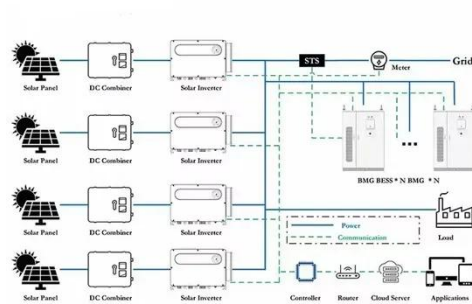 STS
Meter
Grid
Solar Panel DC Combiner Solar Inverter
Solar Panel DC Combiner Solar Inverter
BMG BESS * N BMG * N
Solar Panel DC Combiner Solar Inverter
Power
Communication
Load
Solar Panel DC Combiner Solar Inverter
Controller Router Cloud Server Applications